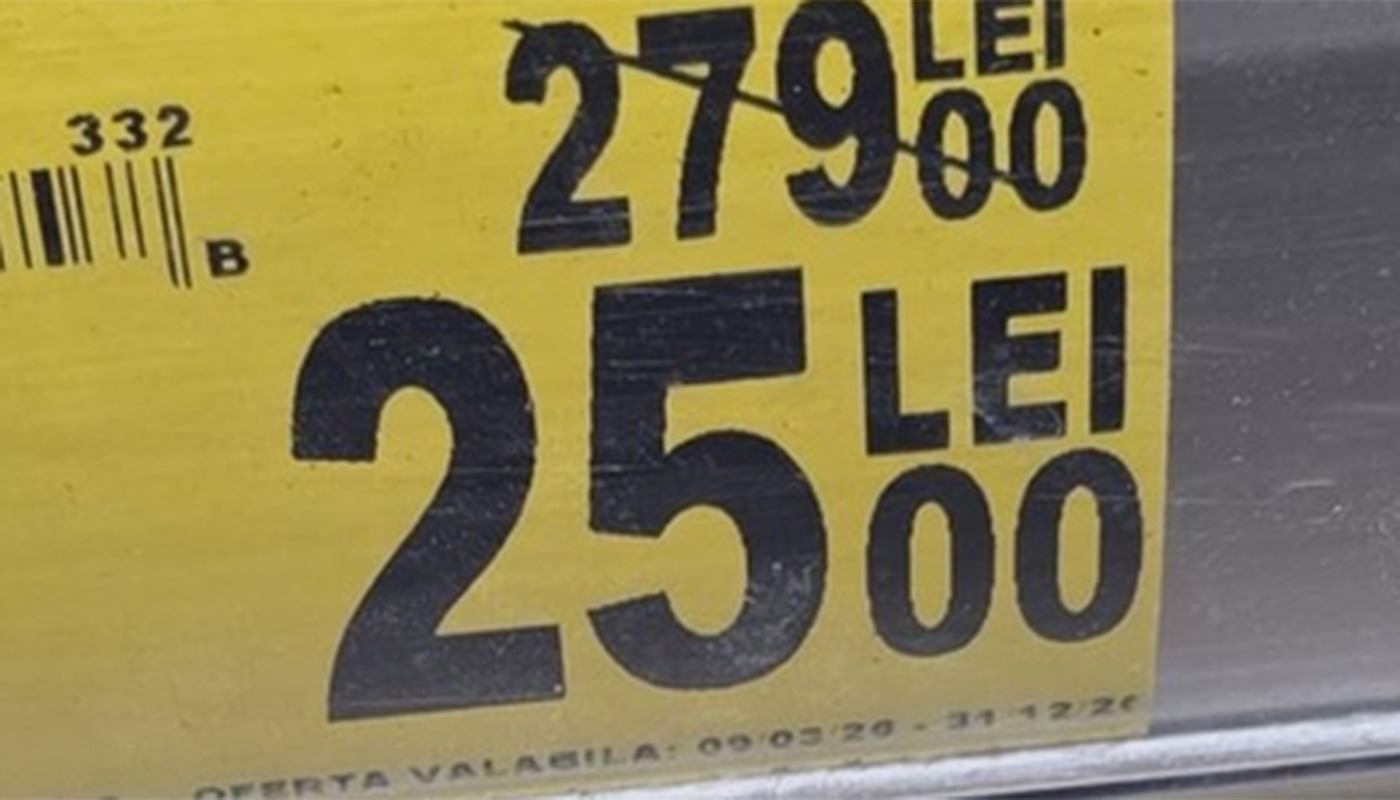 279 LEI 00
332
B
25 LEI 00
OFERTA VALABILA: 09/03/26 - 31/12/26